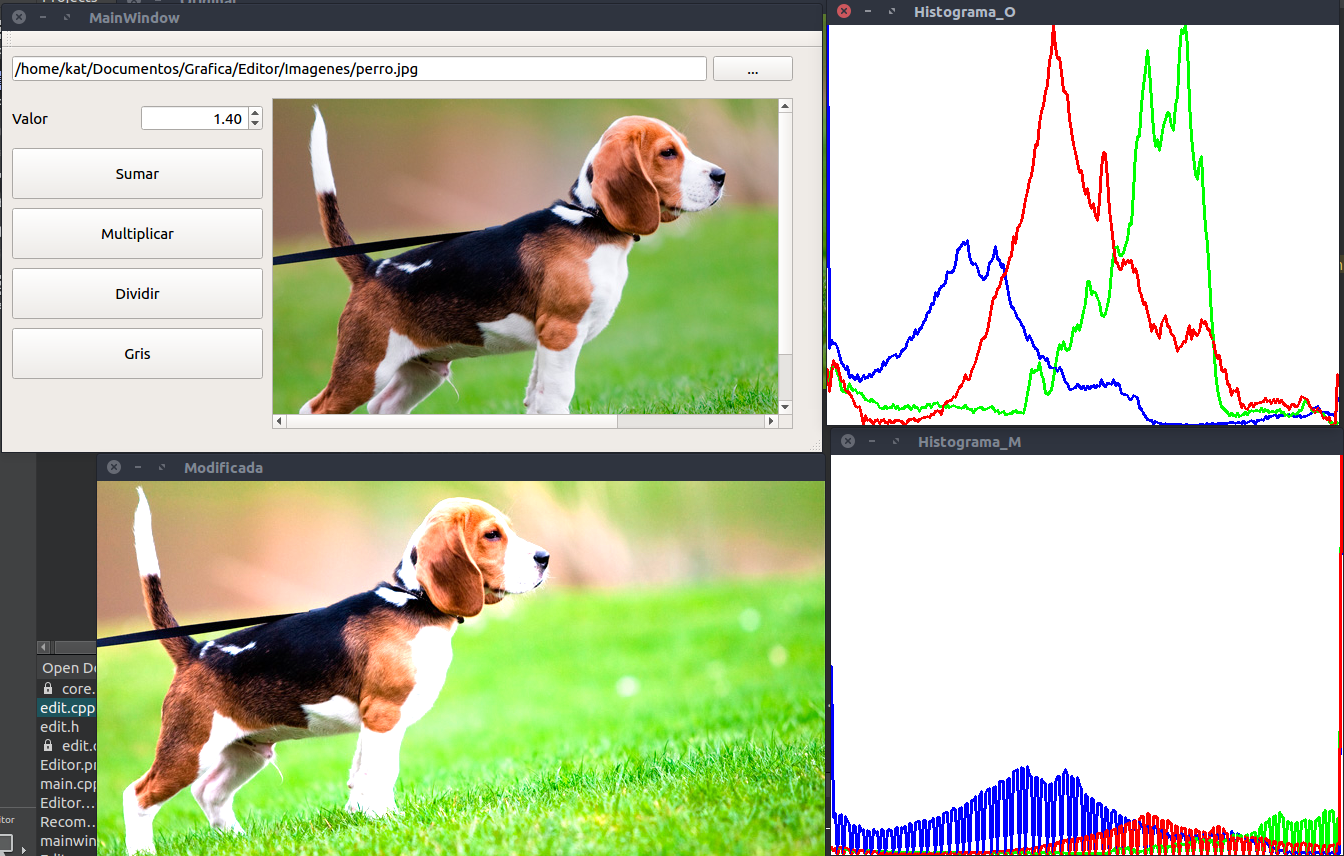 MainWindow
/home/kat/Documentos/Grafica/Editor/Imagenes/perro.jpg
...
Valor
1.40
Sumar
Multiplicar
Dividir
Gris
Histograma_O
Histograma_M
Modificada
Open Do
core.
edit.cpp
edit.h
edit.
Editor.pr
main.cpp
Editor...
Recom...
mainwin